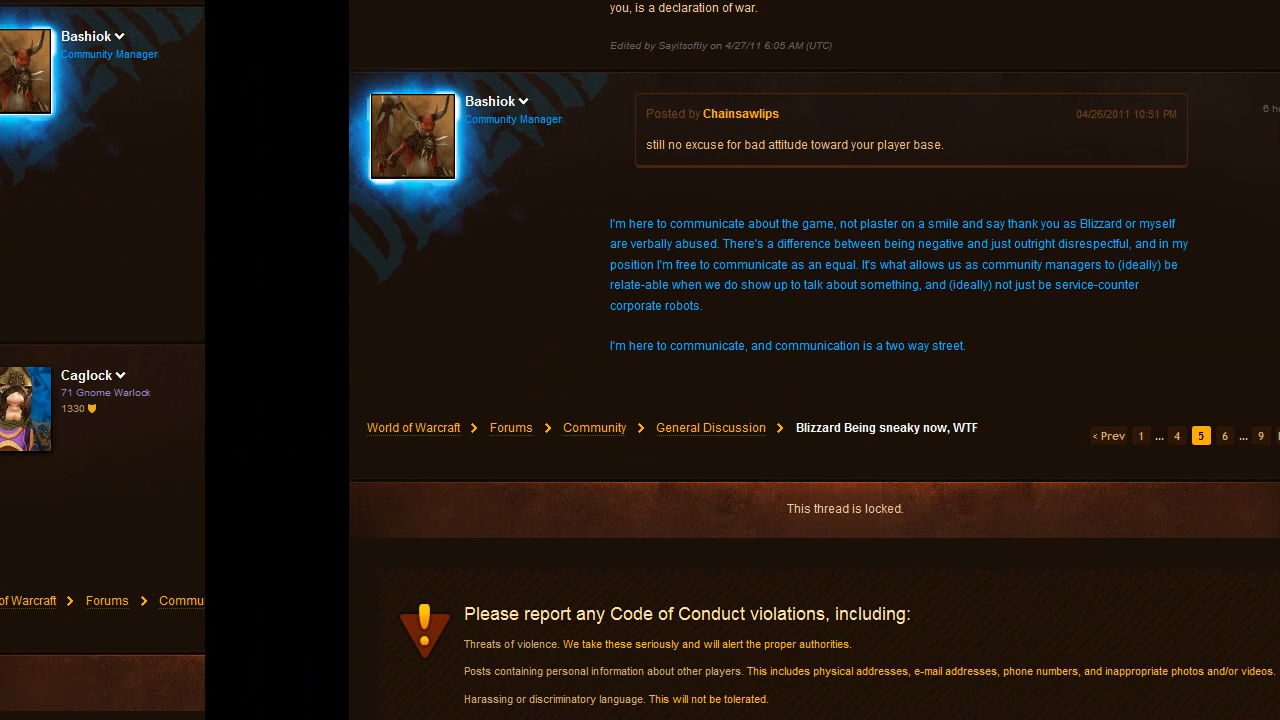 Bashiok
Community Manager
Caglock
71 Gnome Warlock
1330
of Warcraft
Forums
you, is a declaration of war.
Edited by Sayitsoftly on 4/27/11 6:05 AM (UTC)
Bashiok
Community Manager
Posted by Chainsawlips 04/26/2011 10:51 PM
still no excuse for bad attitude toward your player base.
6
I'm here to communicate about the game, not plaster on a smile and say thank you as Blizzard or myself
are verbally abused. There's a difference between being negative and just outright disrespectful, and in my
position I'm free to communicate as an equal. It's what allows us as community managers to (ideally) be
relate-able when we do show up to talk about something, and (ideally) not just be service-counter
corporate robots.
I'm here to communicate, and communication is a two way street.
World of Warcraft > Forums > Community > General Discussion > Blizzard Being sneaky now, WTF
< Prev 1 ... 4 5 6 ... 9
This thread is locked.
Please report any Code of Conduct violations, including:
Threats of violence. We take these seriously and will alert the proper authorities.
Posts containing personal information about other players. This includes physical addresses, e-mail addresses, phone numbers, and inappropriate photos and/or videos.
Harassing or discriminatory language. This will not be tolerated.